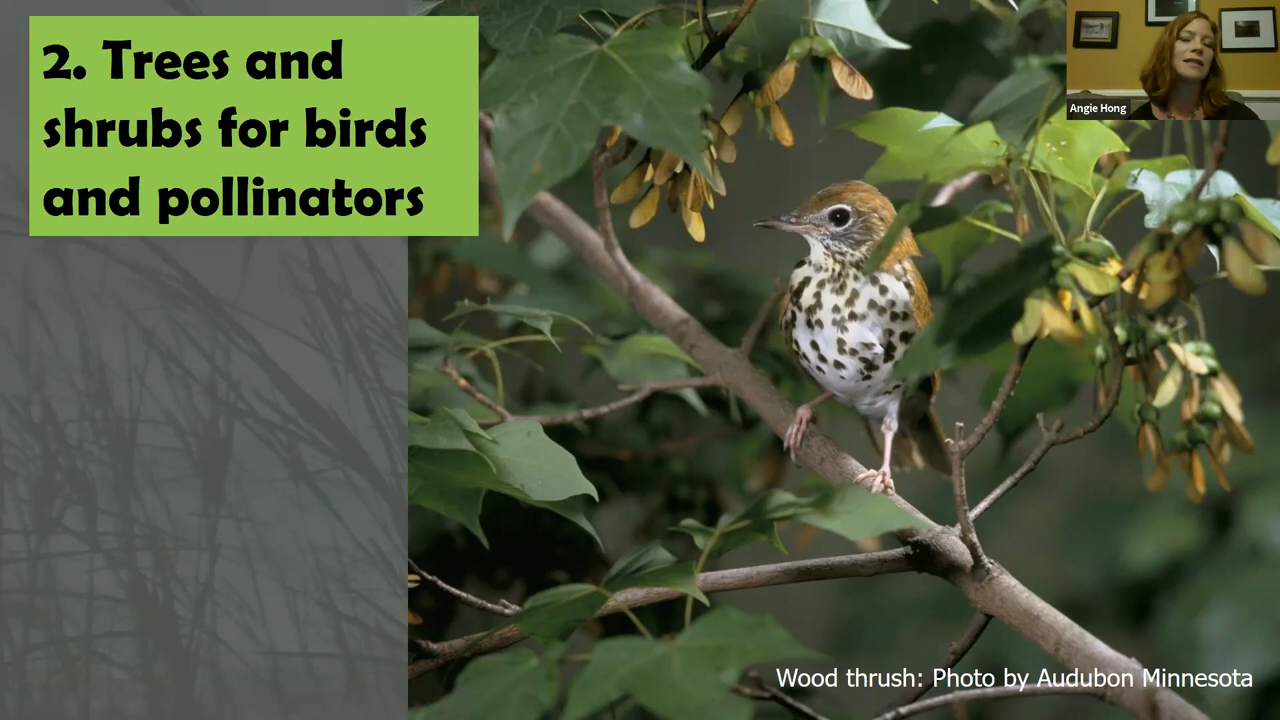 2. Trees and
shrubs for birds
and pollinators
Angie Hong
Wood thrush: Photo by Audubon Minnesota